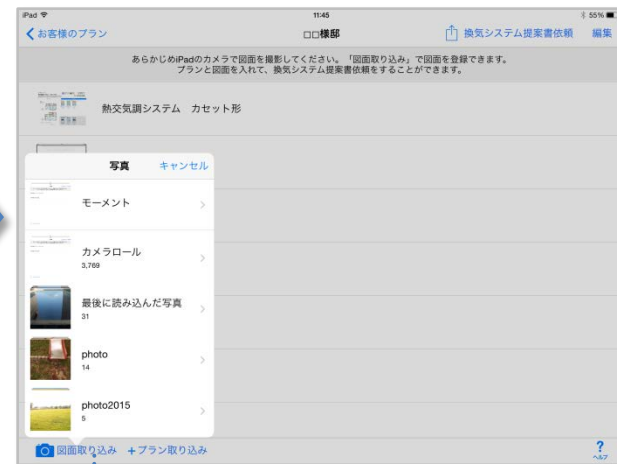 iPad
11:45
55%
お客様のプラン
□□様邸
換気システム提案書依頼
編集
あらかじめiPadのカメラで図面を撮影してください。「図面取り込み」で図面を登録できます。
プランと図面を入れて、換気システム提案書依頼をすることができます。
熱交気調システム　カセット形
写真
キャンセル
モーメント
カメラロール
3,769
最後に読み込んだ写真
31
photo
14
photo2015
5
図面取り込み
+プラン取り込み
?
ヘルプ